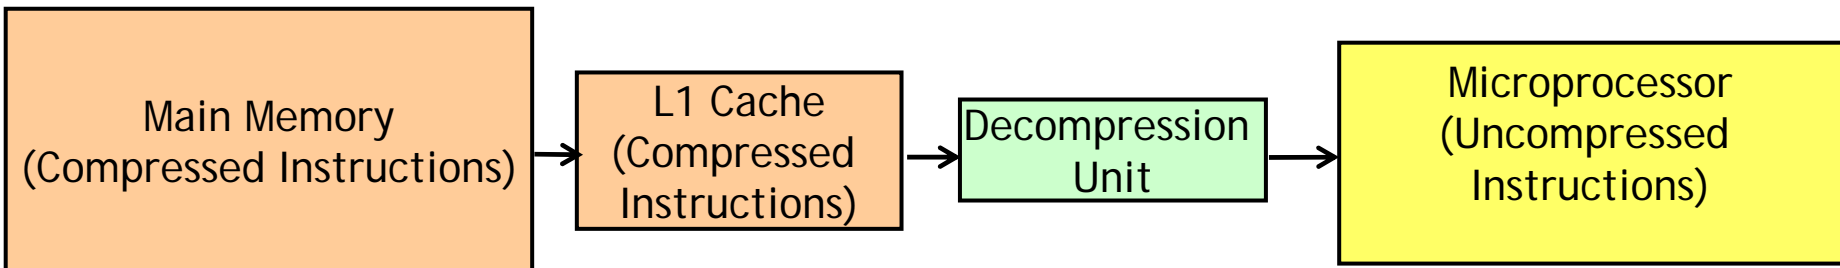 Main Memory
(Compressed Instructions)
L1 Cache
(Compressed
Instructions)
Decompression
Unit
Microprocessor
(Uncompressed
Instructions)